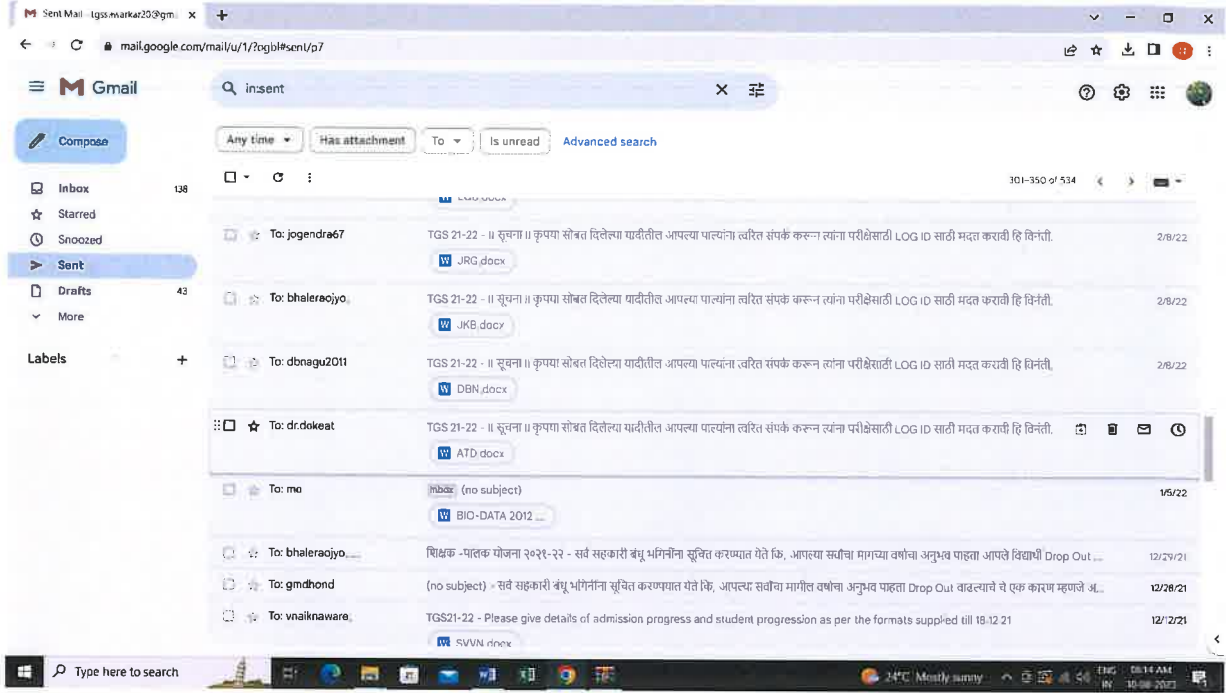 Sent Mail - tgss.markar20@gm
mail.google.com/mail/u/1/?ogbl#sent/p7
Gmail
in:sent
Compose
Any time
Has attachment
To
Is unread
Advanced search
301–350 of 534
Inbox 138
Starred
Snoozed
Sent
Drafts 43
More
Labels +
To: jogendra67 TGS 21-22 - ॥ सूचना ॥ कृपया सोबत दिलेल्या यादीतील आपल्या पाल्यांना त्वरित संपर्क करून त्यांना परीक्षेसाठी LOG ID साठी मदत करावी हि विनंती. 2/8/22
JRG.docx
To: bhaleraojyo. TGS 21-22 - ॥ सूचना ॥ कृपया सोबत दिलेल्या यादीतील आपल्या पाल्यांना त्वरित संपर्क करून त्यांना परीक्षेसाठी LOG ID साठी मदत करावी हि विनंती. 2/8/22
JKB.docx
To: dbnagu2011 TGS 21-22 - ॥ सूचना ॥ कृपया सोबत दिलेल्या यादीतील आपल्या पाल्यांना त्वरित संपर्क करून त्यांना परीक्षेसाठी LOG ID साठी मदत करावी हि विनंती. 2/8/22
DBN.docx
To: dr.dokeat TGS 21-22 - ॥ सूचना ॥ कृपया सोबत दिलेल्या यादीतील आपल्या पाल्यांना त्वरित संपर्क करून त्यांना परीक्षेसाठी LOG ID साठी मदत करावी हि विनंती.
ATD.docx
To: me Inbox (no subject) 1/5/22
BIO-DATA 2012 ...
To: bhaleraojyo.... शिक्षक -पालक योजना २०२१-२२ - सर्व सहकारी बंधू भगिनींना सूचित करण्यात येते कि, आपल्या सर्वांचा मागच्या वर्षाचा अनुभव पाहता आपले विद्यार्थी Drop Out ... 12/29/21
To: gmdhond (no subject) - सर्व सहकारी बंधू भगिनींना सूचित करण्यात येते कि, आपल्या सर्वांचा मागील वर्षाचा अनुभव पाहता Drop Out वाढल्याचे चे एक कारण म्हणजे अ... 12/28/21
To: vnaiknaware. TGS21-22 - Please give details of admission progress and student progression as per the formats supplied till 18-12 21 12/12/21
SVVN.docx
Type here to search
24°C Mostly sunny
ENG IN
08:14 AM
30-08-2023